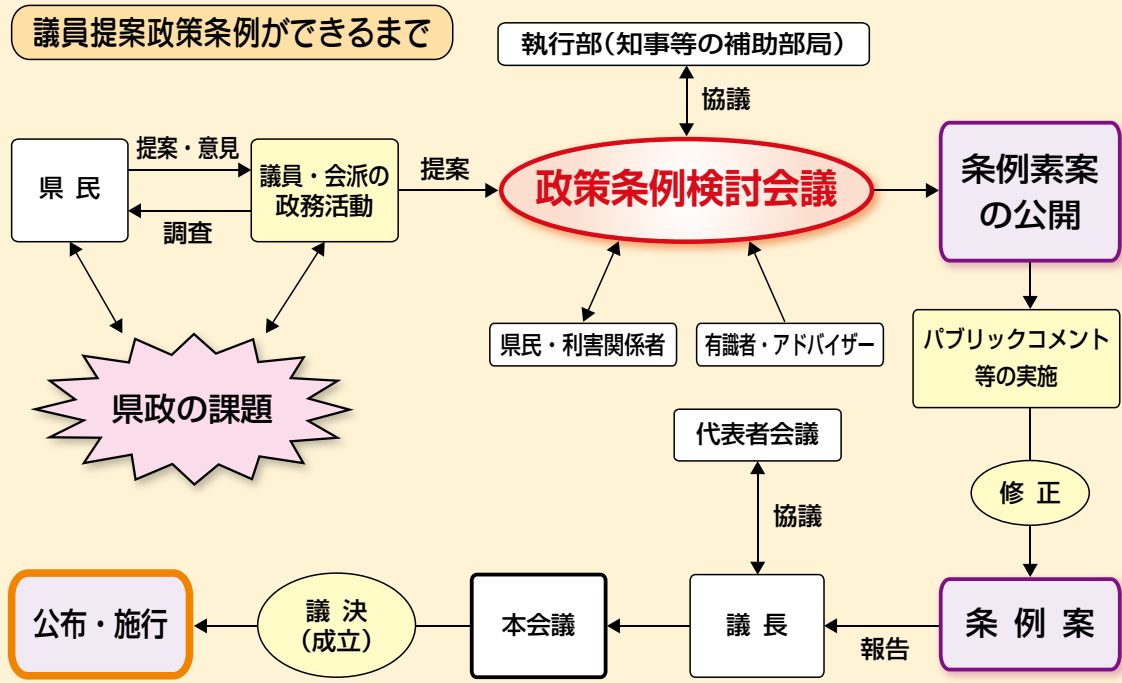 議員提案政策条例ができるまで
執行部(知事等の補助部局)
協議
県民
提案・意見
調査
議員・会派の
政務活動
提案
政策条例検討会議
条例素案
の公開
県民・利害関係者
有識者・アドバイザー
パブリックコメント
等の実施
県政の課題
代表者会議
協議
修正
公布・施行
議決
(成立)
本会議
議長
報告
条例案